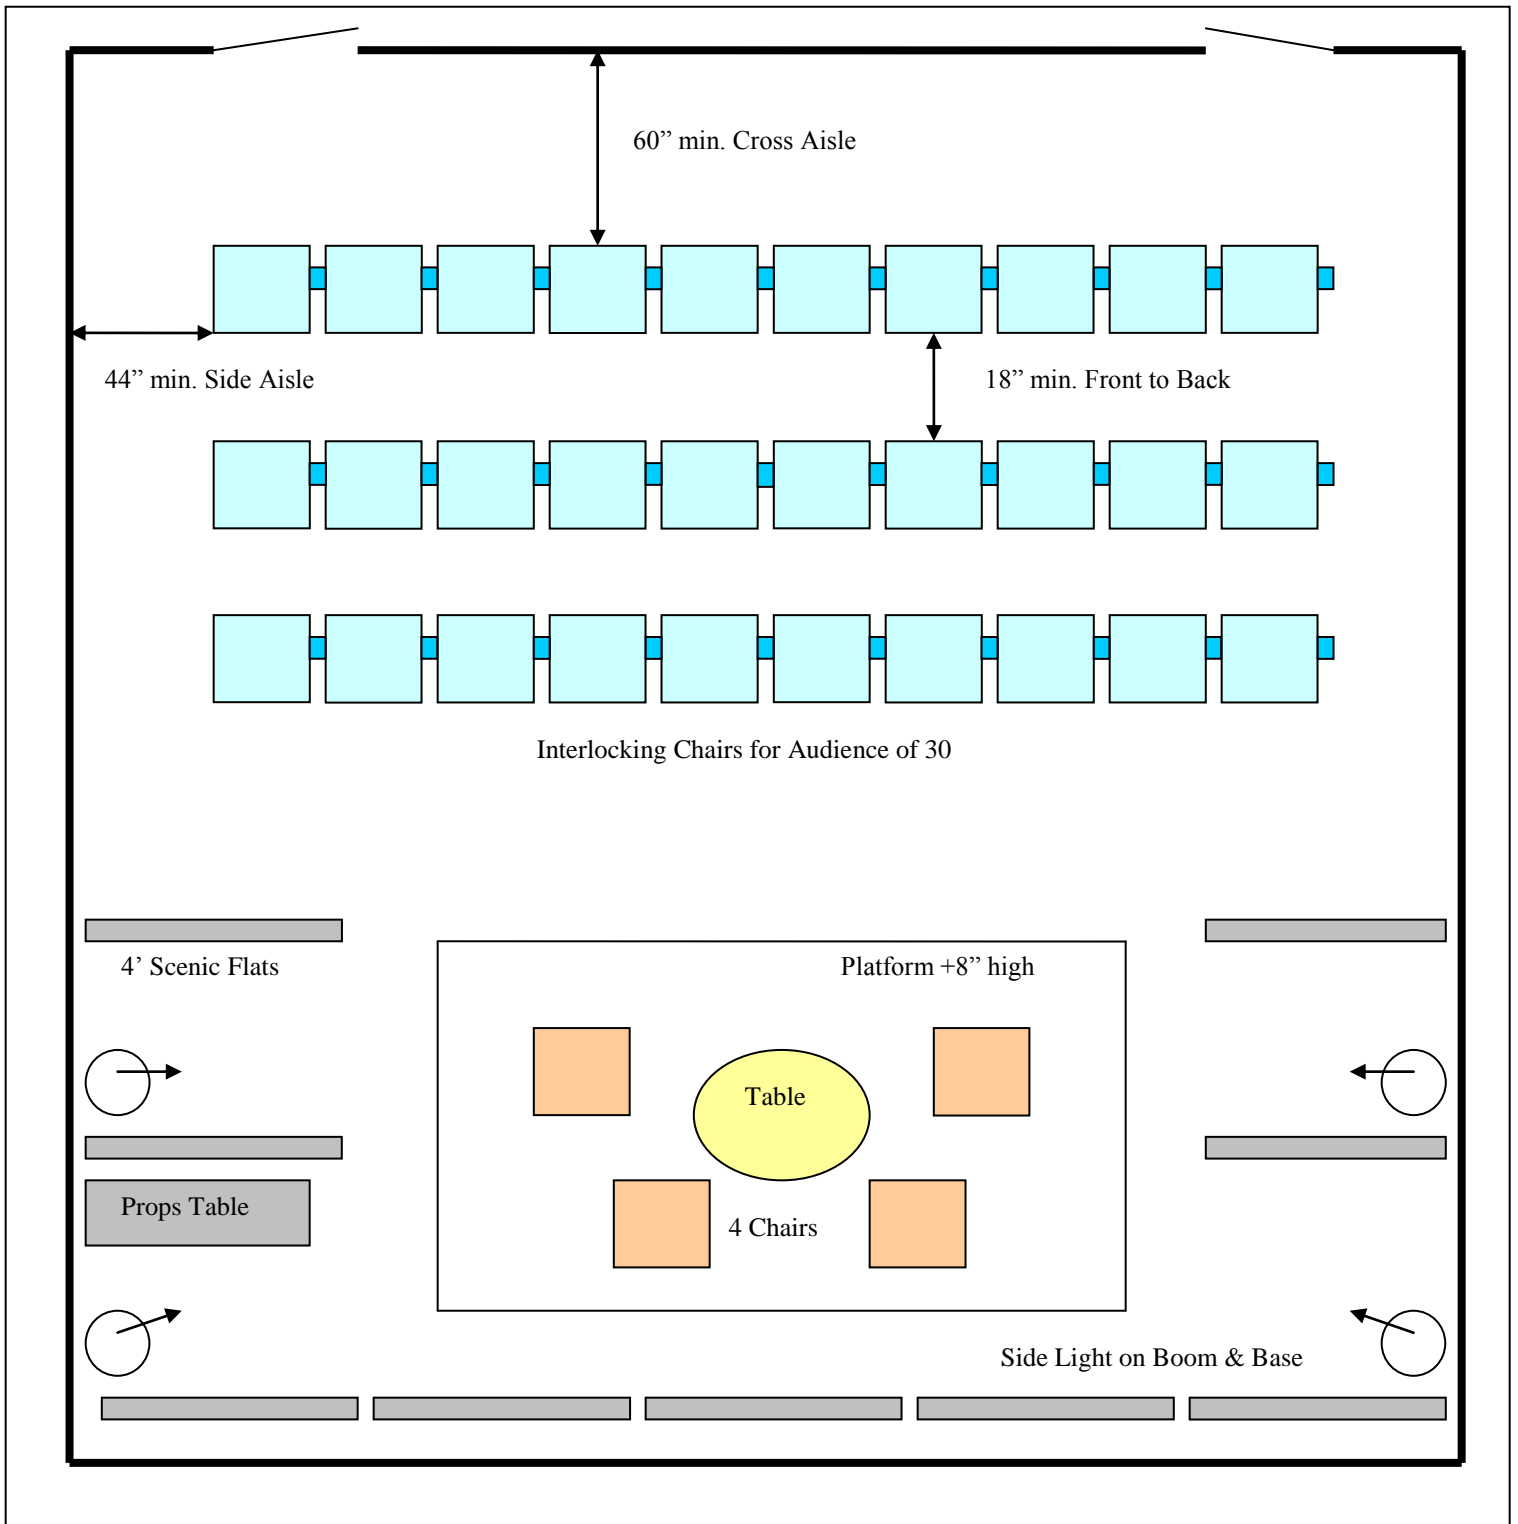 60” min. Cross Aisle
44” min. Side Aisle
18” min. Front to Back
Interlocking Chairs for Audience of 30
4’ Scenic Flats
Platform +8” high
Table
Props Table
4 Chairs
Side Light on Boom & Base